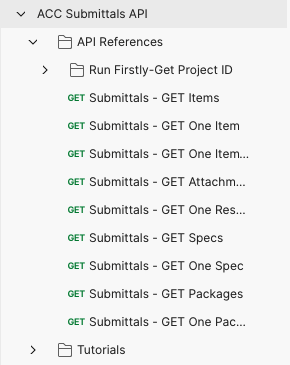 ACC Submittals API
API References
Run Firstly-Get Project ID
GET Submittals - GET Items
GET Submittals - GET One Item
GET Submittals - GET One Item...
GET Submittals - GET Attachm...
GET Submittals - GET One Res...
GET Submittals - GET Specs
GET Submittals - GET One Spec
GET Submittals - GET Packages
GET Submittals - GET One Pac...
Tutorials